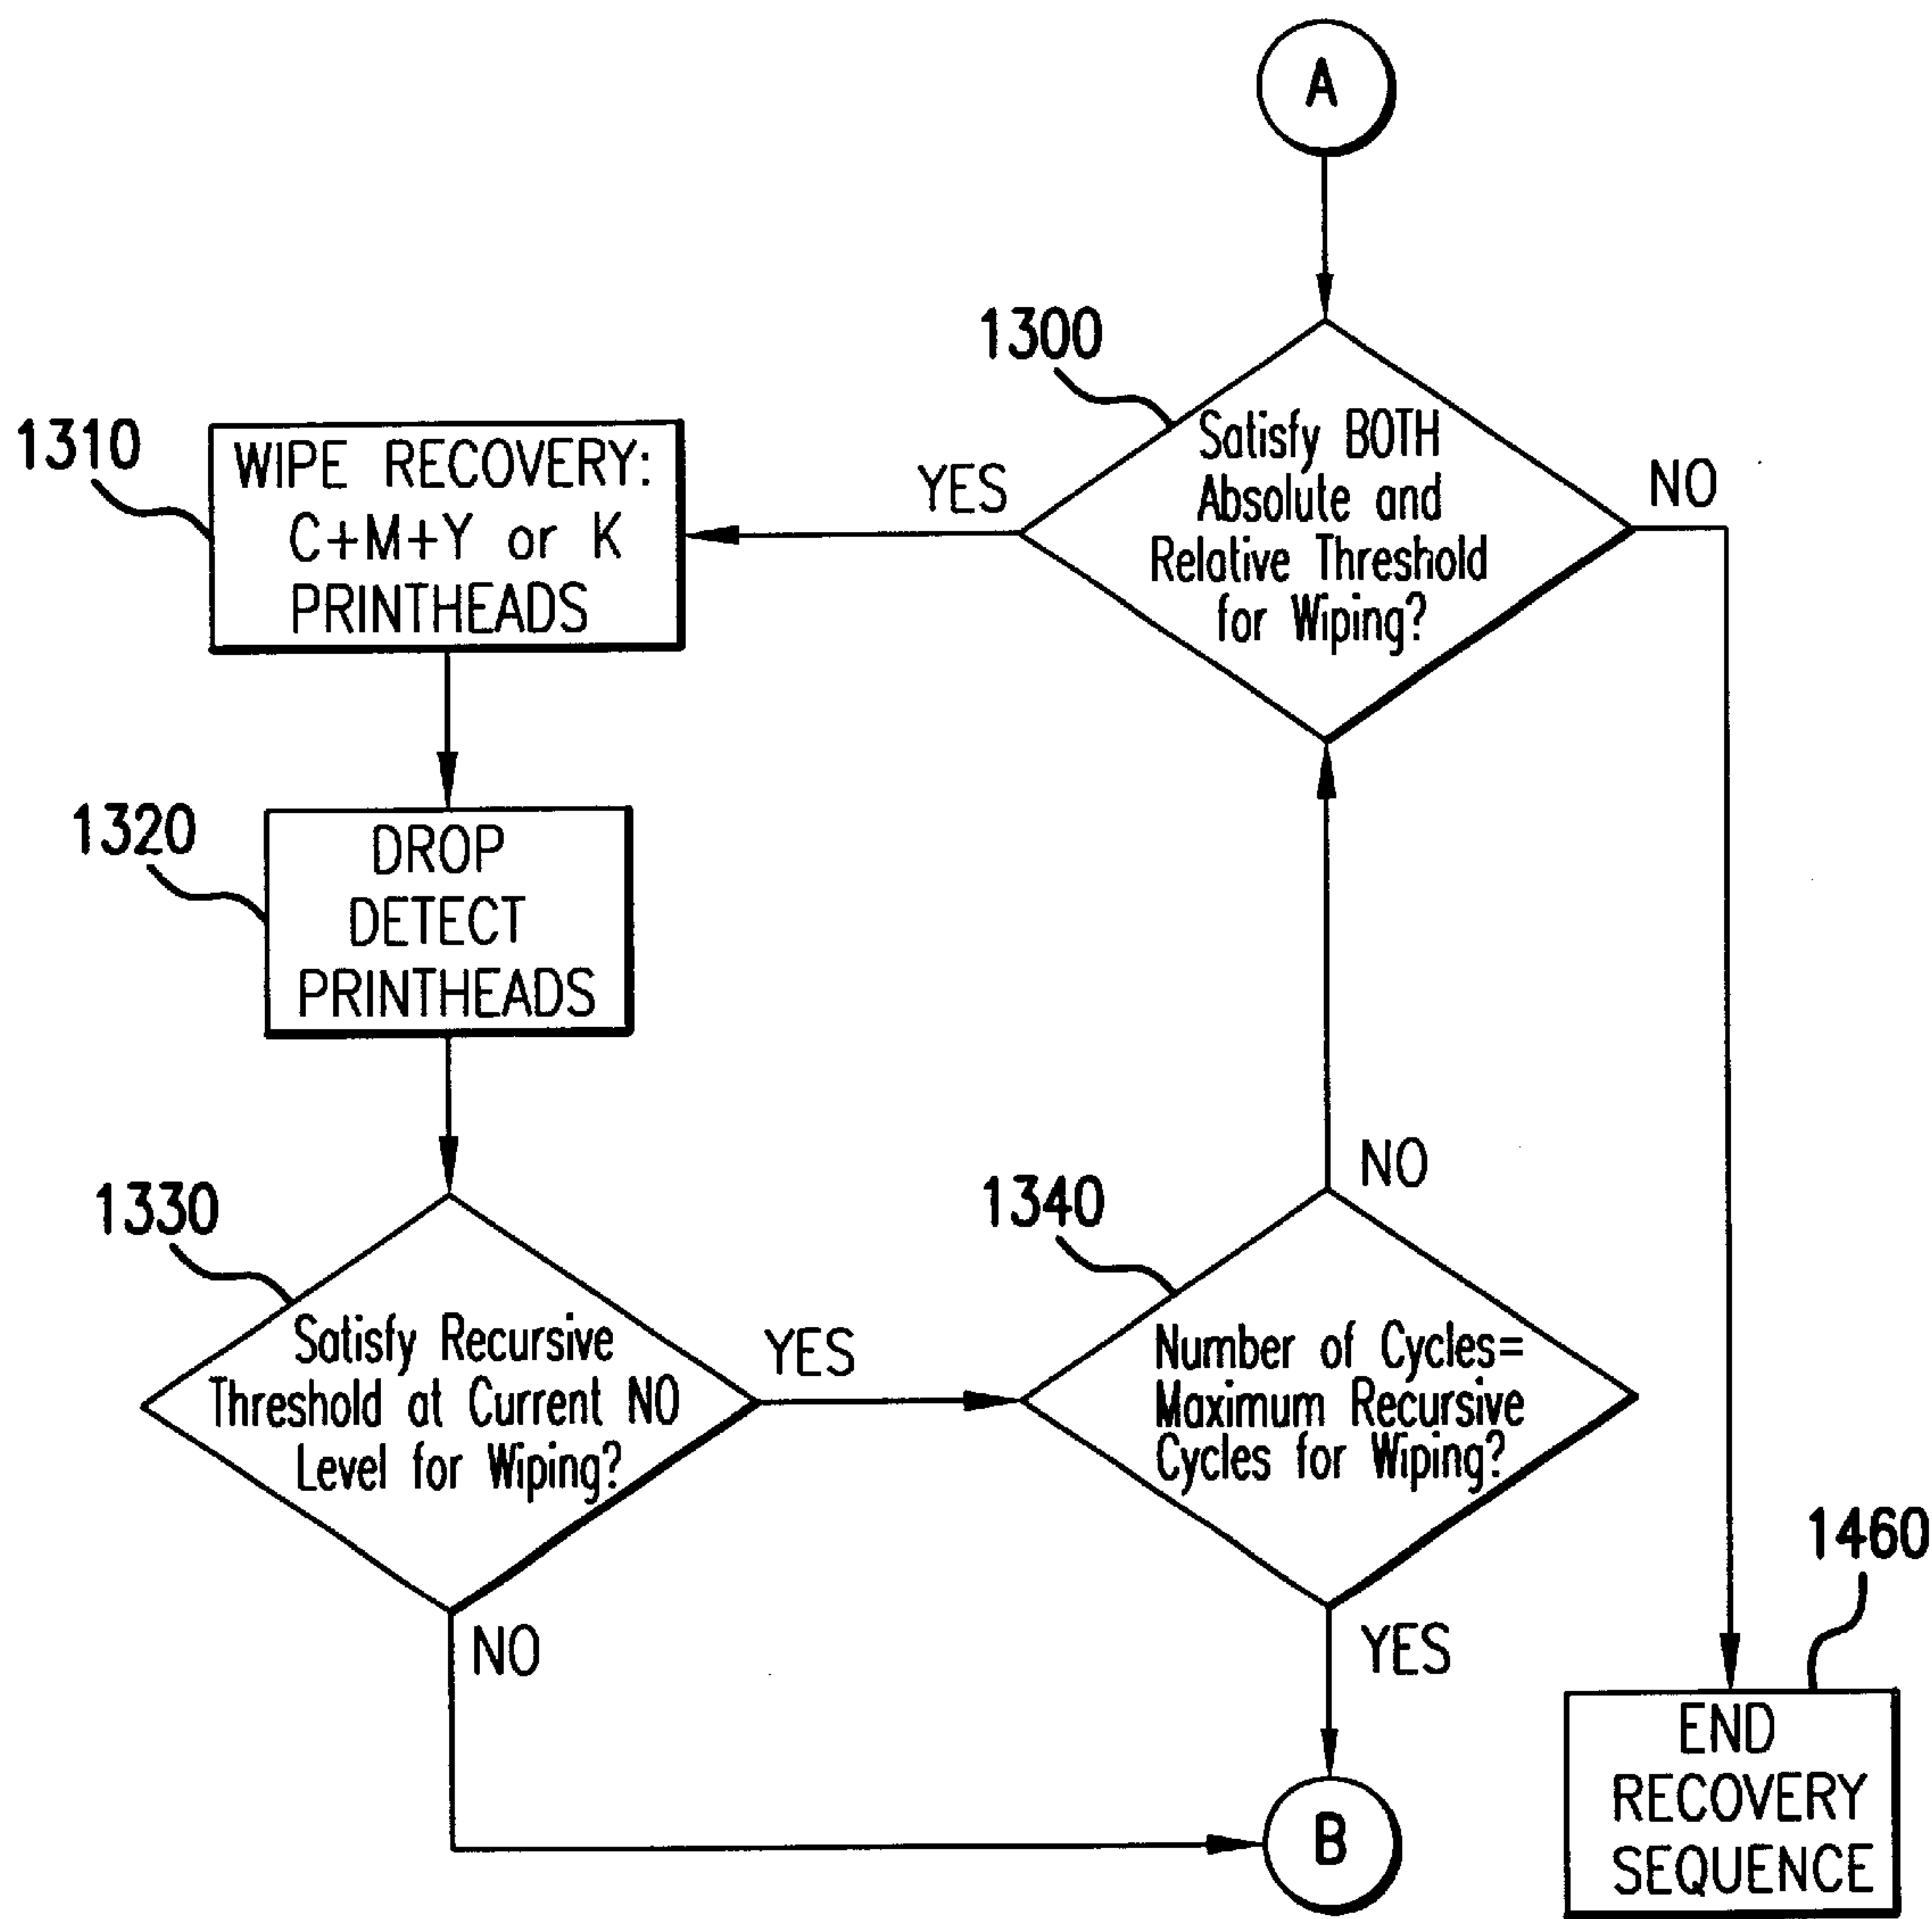 A
1300
Satisfy BOTH
Absolute and
Relative Threshold
for Wiping?
YES
NO
1310
WIPE RECOVERY:
C+M+Y or K
PRINTHEADS
1320
DROP
DETECT
PRINTHEADS
1330
Satisfy Recursive
Threshold at Current NO
Level for Wiping?
YES
NO
1340
Number of Cycles=
Maximum Recursive
Cycles for Wiping?
NO
YES
B
1460
END
RECOVERY
SEQUENCE